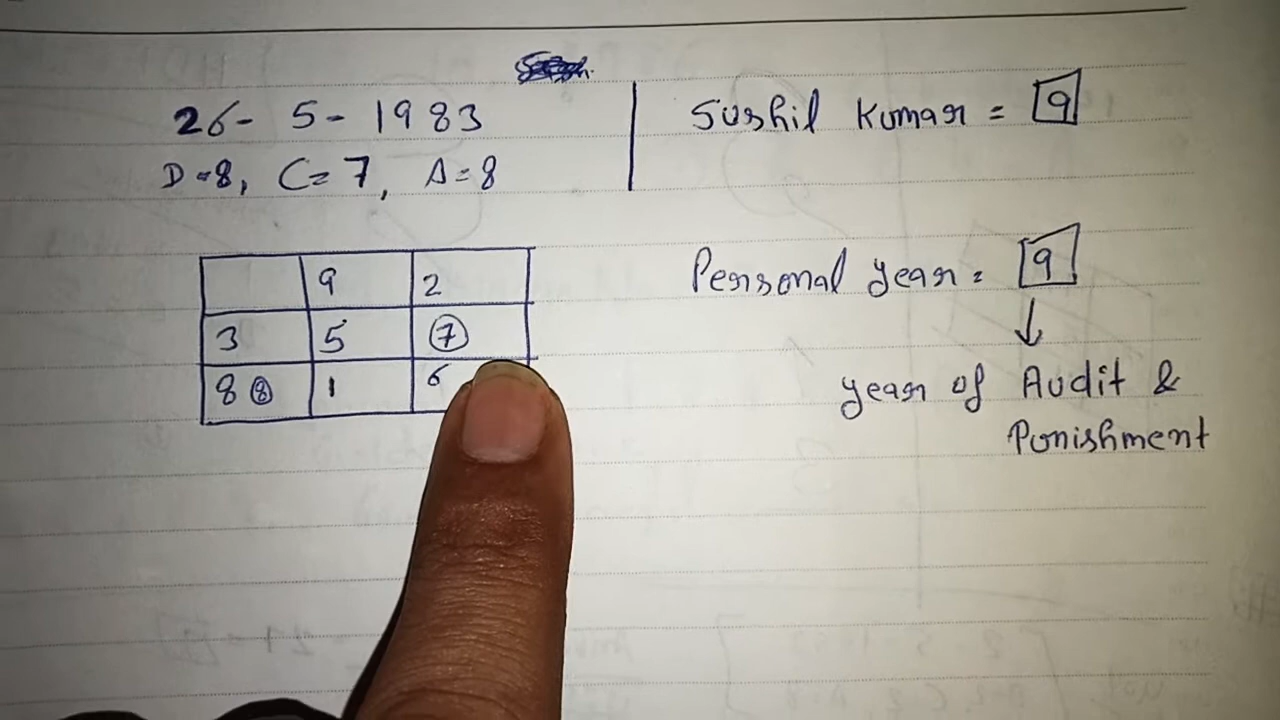 26- 5- 1983
D=8, C=7, A=8
Sushil Kumar = 9
9 2
3 5 7
8 8 1 6
Personal year = 9
↓
year of Audit &
Punishment